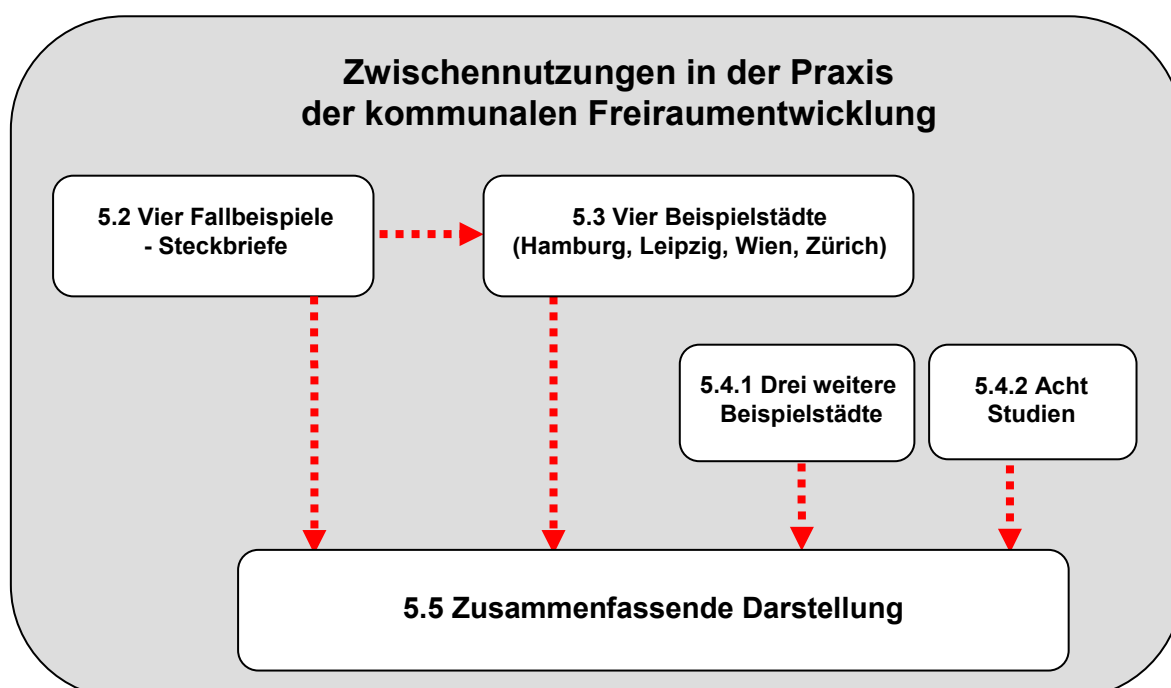 Zwischennutzungen in der Praxis
der kommunalen Freiraumentwicklung
5.2 Vier Fallbeispiele
- Steckbriefe
5.3 Vier Beispielstädte
(Hamburg, Leipzig, Wien, Zürich)
5.4.1 Drei weitere
Beispielstädte
5.4.2 Acht
Studien
5.5 Zusammenfassende Darstellung